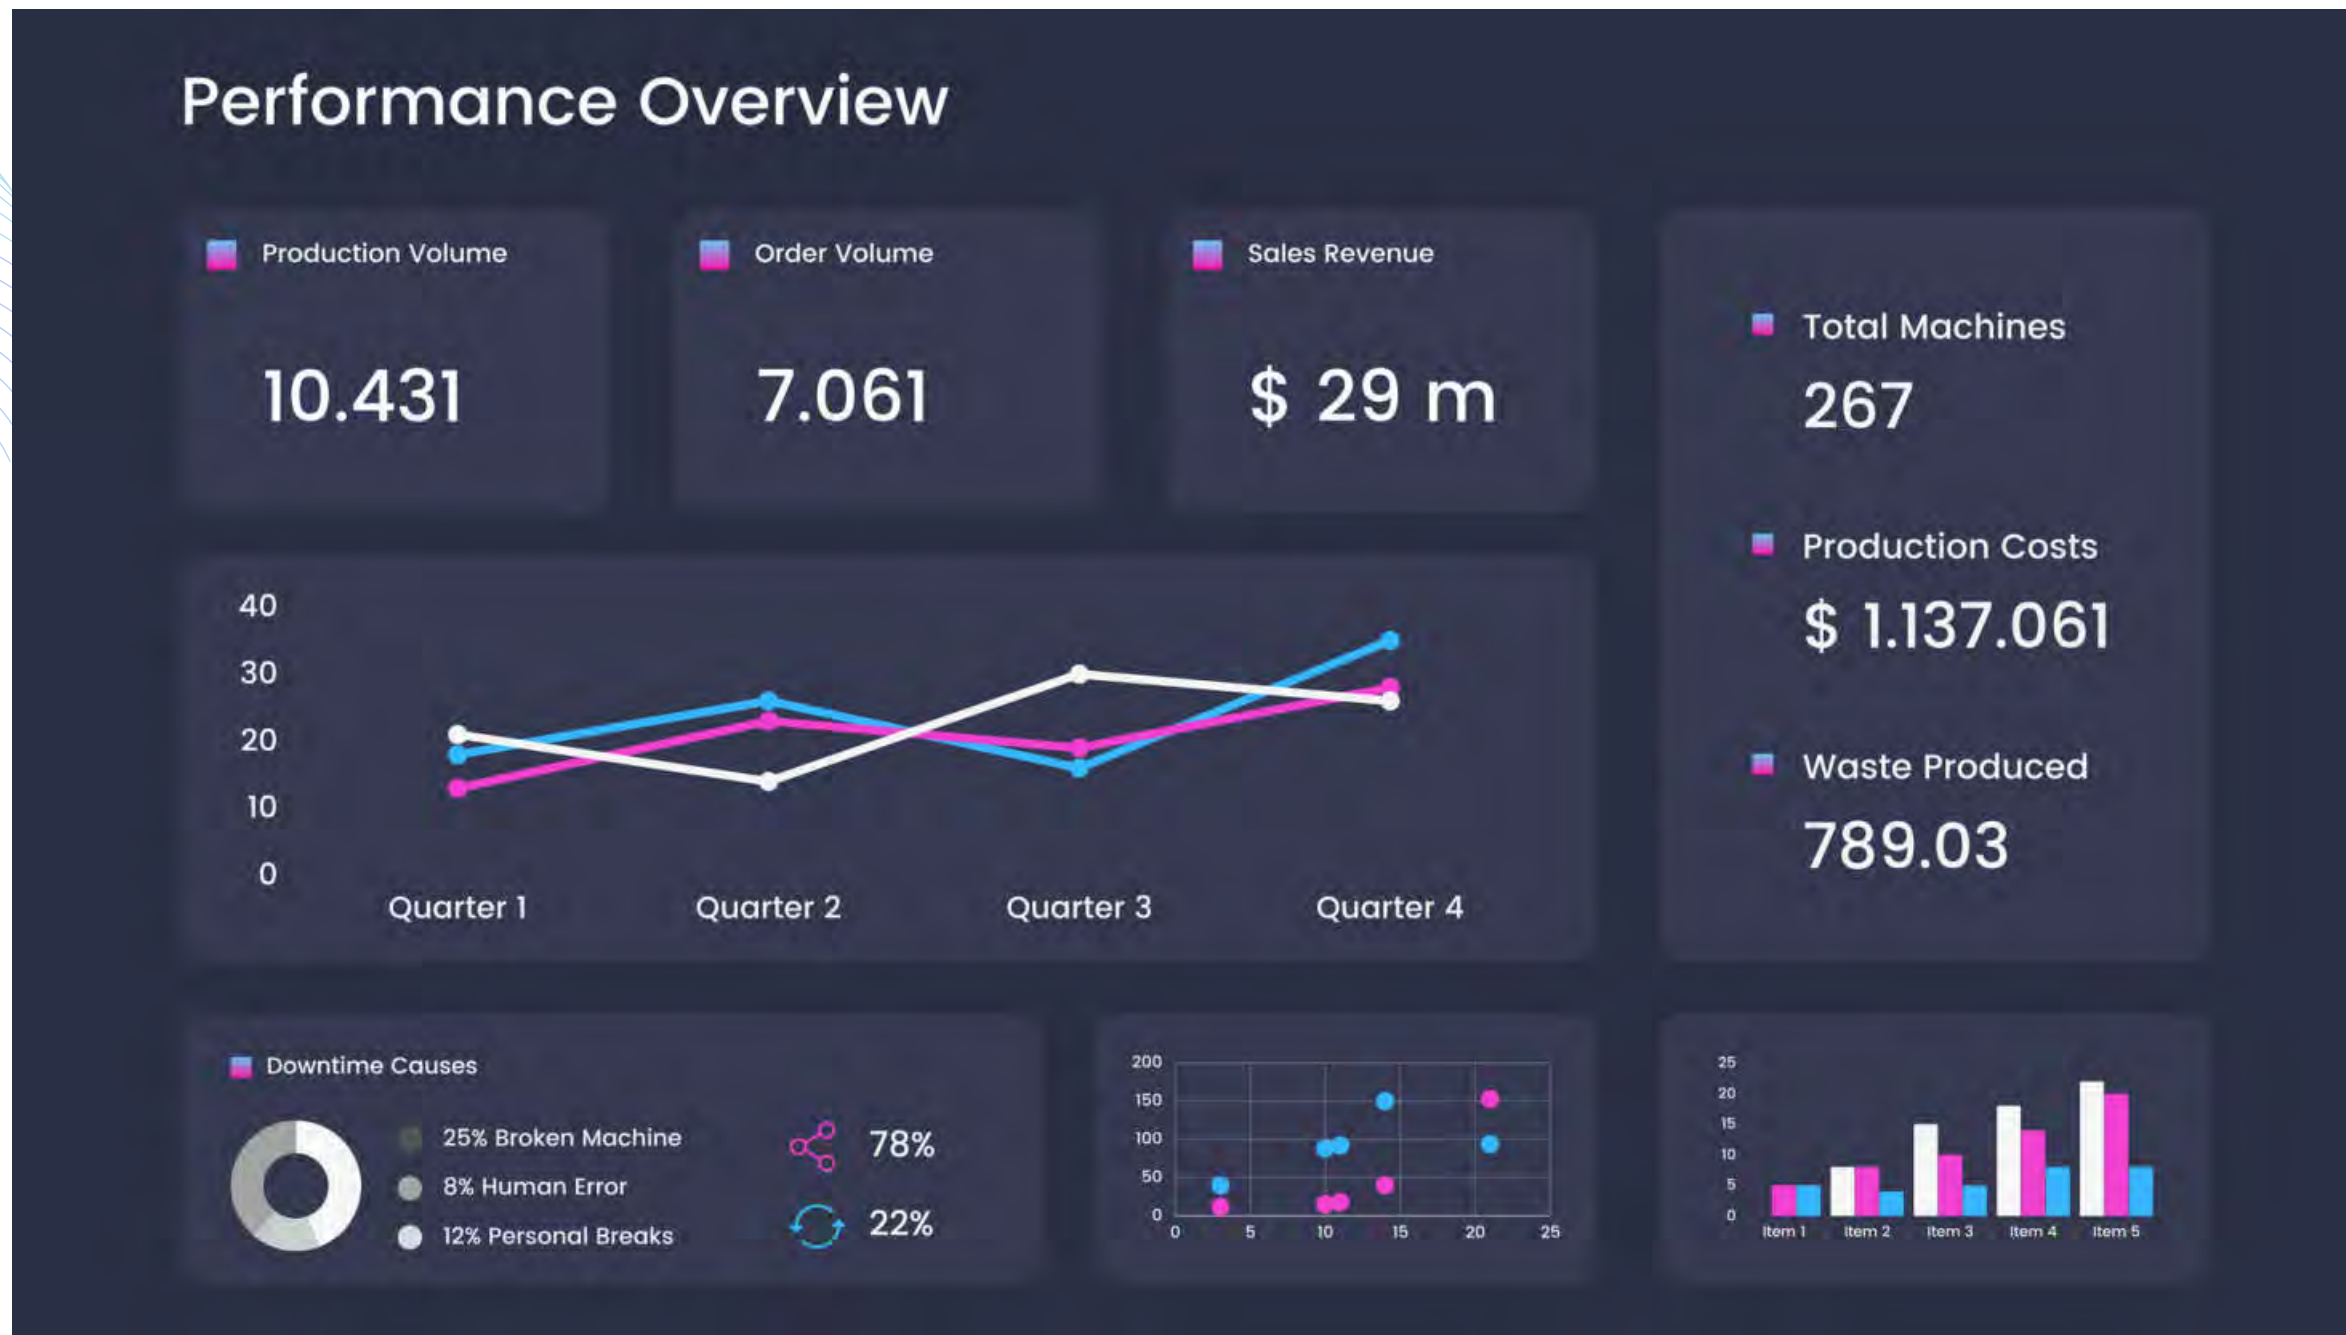 Performance Overview
Production Volume
10.431
Order Volume
7.061
Sales Revenue
$ 29 m
Total Machines
267
Production Costs
$ 1.137.061
Waste Produced
789.03
40
30
20
10
0
Quarter 1
Quarter 2
Quarter 3
Quarter 4
Downtime Causes
25% Broken Machine
8% Human Error
12% Personal Breaks
78%
22%
200
150
100
50
0
0
5
10
15
20
25
25
20
15
10
5
0
Item 1
Item 2
Item 3
Item 4
Item 5